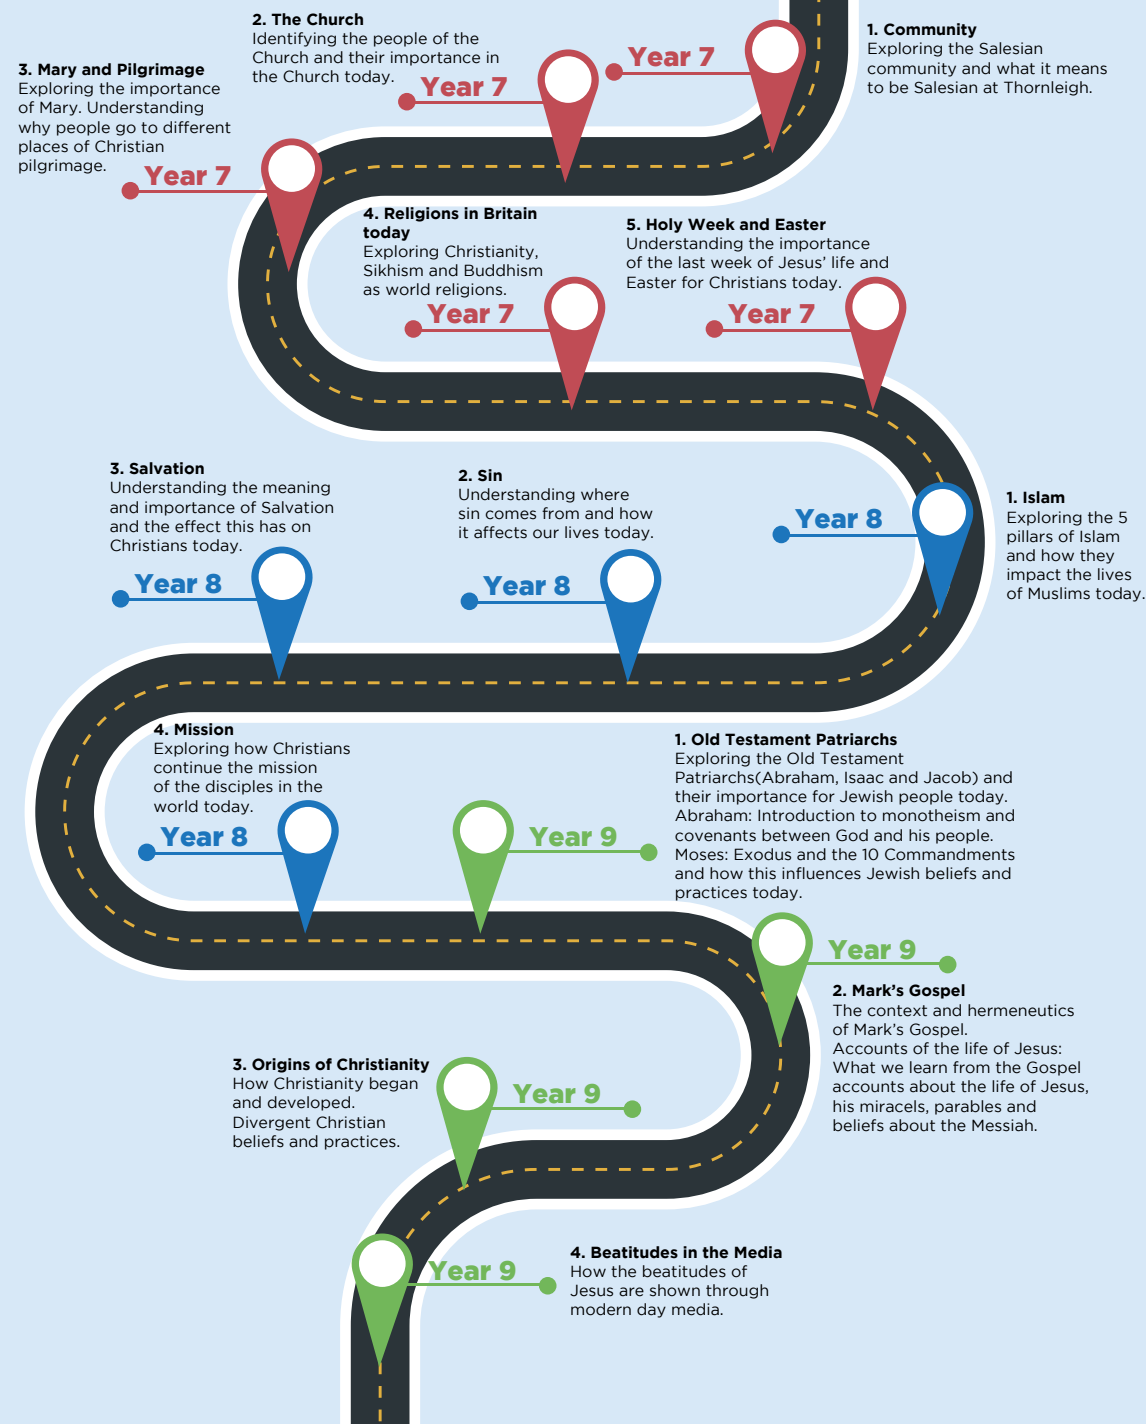 1. Community
Exploring the Salesian
community and what it means
to be Salesian at Thornleigh.
Year 7
2. The Church
Identifying the people of the
Church and their importance in
the Church today.
Year 7
3. Mary and Pilgrimage
Exploring the importance
of Mary. Understanding
why people go to different
places of Christian
pilgrimage.
Year 7
4. Religions in Britain
today
Exploring Christianity,
Sikhism and Buddhism
as world religions.
Year 7
5. Holy Week and Easter
Understanding the importance
of the last week of Jesus’ life and
Easter for Christians today.
Year 7
1. Islam
Exploring the 5
pillars of Islam
and how they
impact the lives
of Muslims today.
Year 8
2. Sin
Understanding where
sin comes from and how
it affects our lives today.
Year 8
3. Salvation
Understanding the meaning
and importance of Salvation
and the effect this has on
Christians today.
Year 8
4. Mission
Exploring how Christians
continue the mission
of the disciples in the
world today.
Year 8
1. Old Testament Patriarchs
Exploring the Old Testament
Patriarchs(Abraham, Isaac and Jacob) and
their importance for Jewish people today.
Abraham: Introduction to monotheism and
covenants between God and his people.
Moses: Exodus and the 10 Commandments
and how this influences Jewish beliefs and
practices today.
Year 9
Year 9
2. Mark’s Gospel
The context and hermeneutics
of Mark’s Gospel.
Accounts of the life of Jesus:
What we learn from the Gospel
accounts about the life of Jesus,
his miracels, parables and
beliefs about the Messiah.
3. Origins of Christianity
How Christianity began
and developed.
Divergent Christian
beliefs and practices.
Year 9
4. Beatitudes in the Media
How the beatitudes of
Jesus are shown through
modern day media.
Year 9